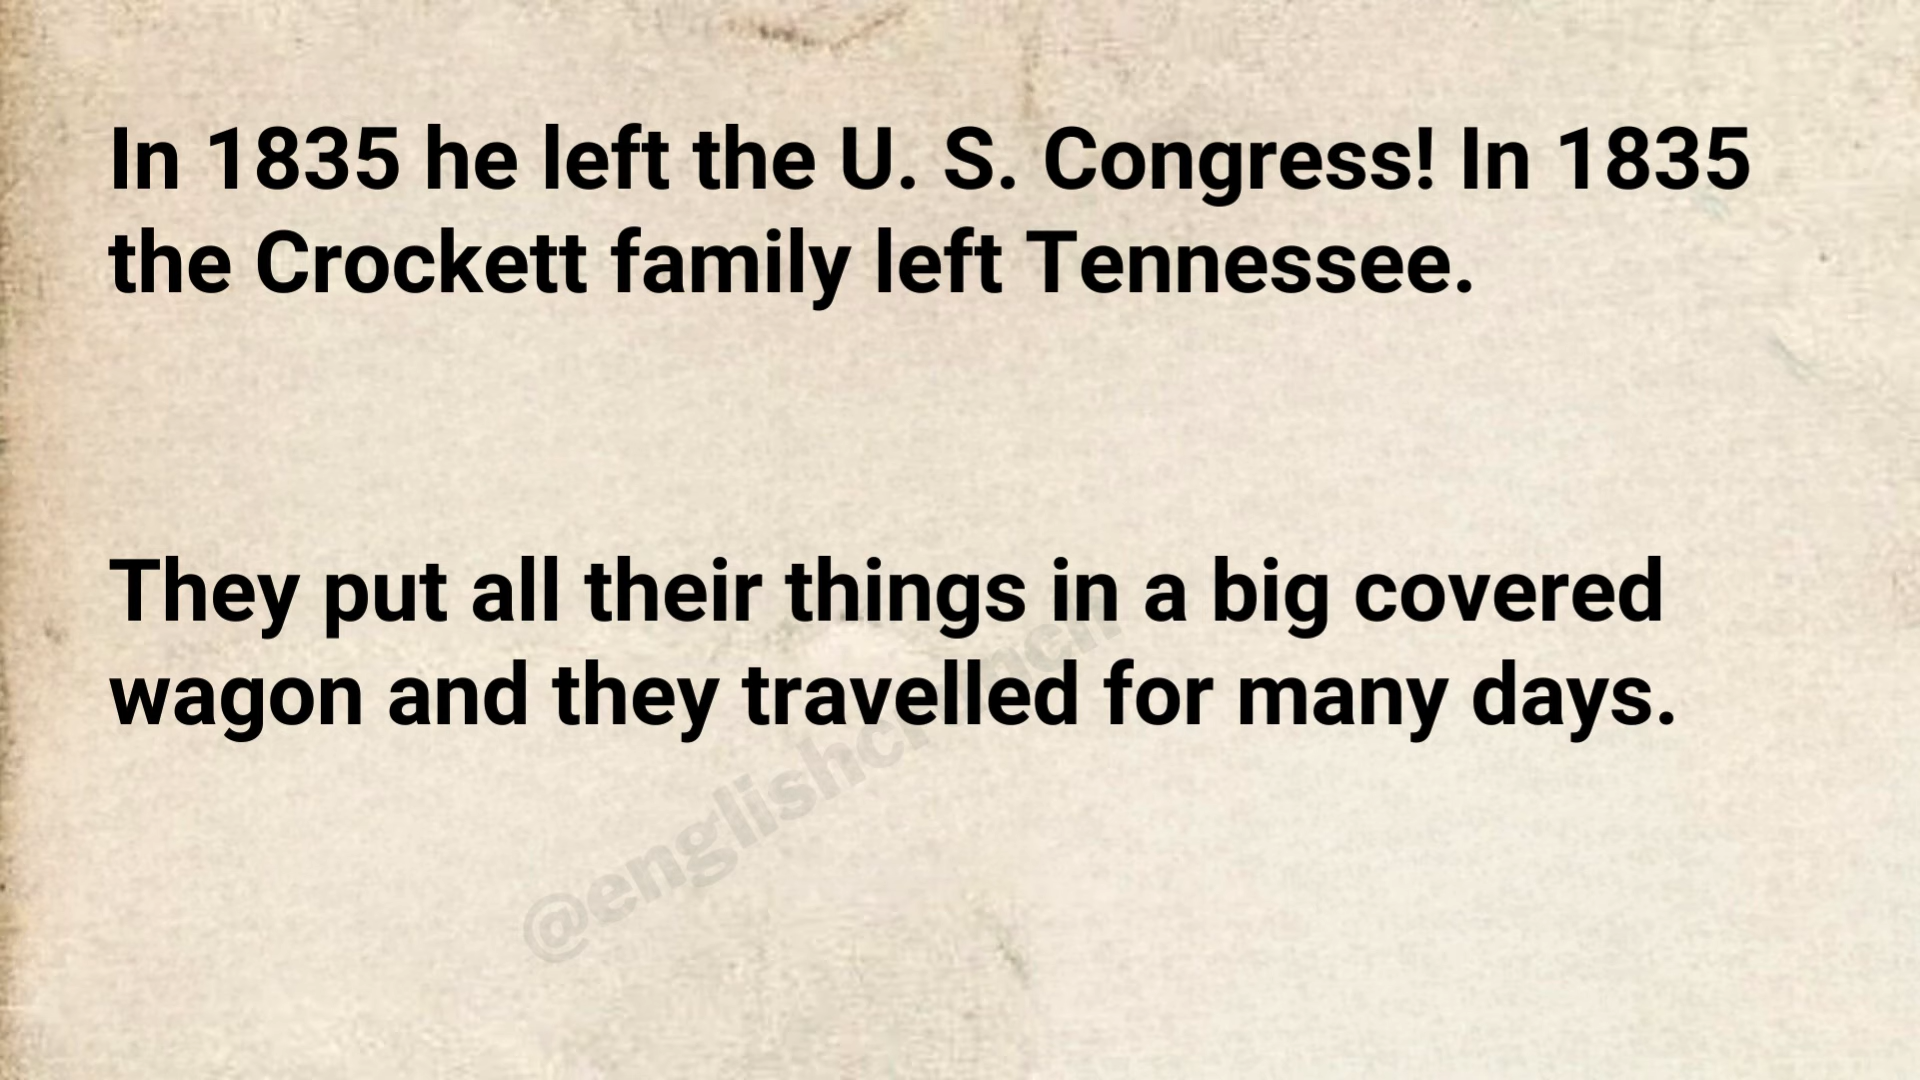 In 1835 he left the U. S. Congress! In 1835
the Crockett family left Tennessee.
They put all their things in a big covered
wagon and they travelled for many days.